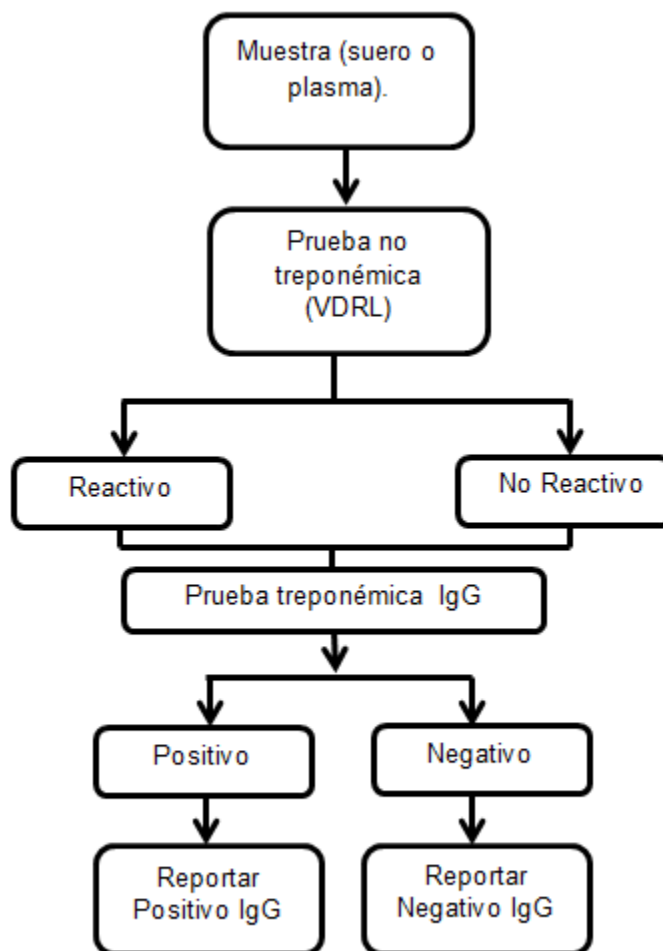 Muestra (suero o
plasma).
Prueba no
treponémica
(VDRL)
Reactivo
No Reactivo
Prueba treponémica IgG
Positivo
Negativo
Reportar
Positivo IgG
Reportar
Negativo IgG